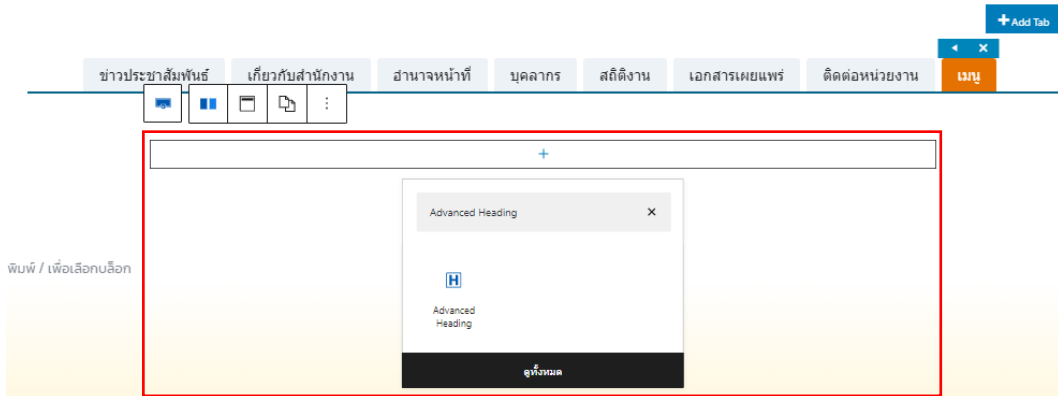 Add Tab
ข่าวประชาสัมพันธ์ เกี่ยวกับสำนักงาน อำนาจหน้าที่ บุคลากร สถิติงาน เอกสารเผยแพร่ ติดต่อหน่วยงาน เมนู
Advanced Heading
พิมพ์ / เพื่อเลือกบล็อก
H
Advanced
Heading
ดูทั้งหมด